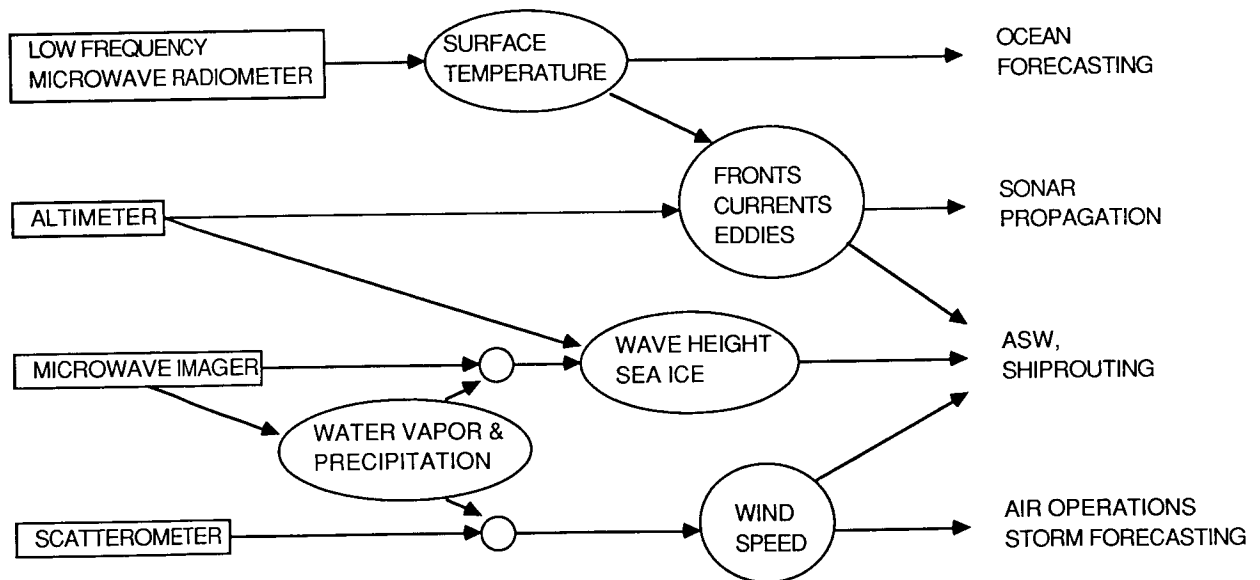 LOW FREQUENCY
MICROWAVE RADIOMETER
SURFACE
TEMPERATURE
OCEAN
FORECASTING
ALTIMETER
FRONTS
CURRENTS
EDDIES
SONAR
PROPAGATION
MICROWAVE IMAGER
WAVE HEIGHT
SEA ICE
ASW,
SHIPROUTING
WATER VAPOR &
PRECIPITATION
SCATTEROMETER
WIND
SPEED
AIR OPERATIONS
STORM FORECASTING